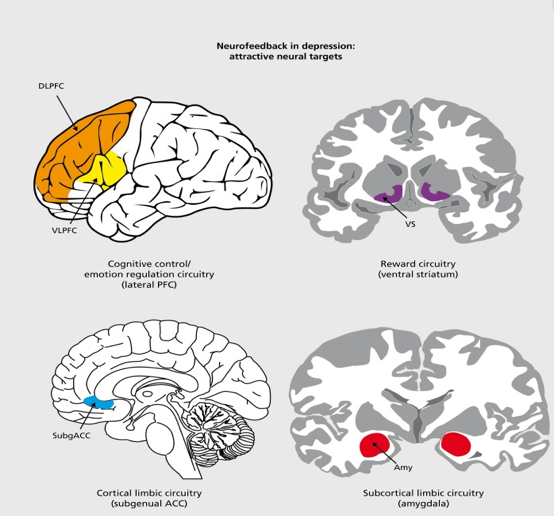 Neurofeedback in depression:
attractive neural targets
DLPFC
VLPFC
Cognitive control/
emotion regulation circuitry
(lateral PFC)
VS
Reward circuitry
(ventral striatum)
SubgACC
Cortical limbic circuitry
(subgenual ACC)
Amy
Subcortical limbic circuitry
(amygdala)